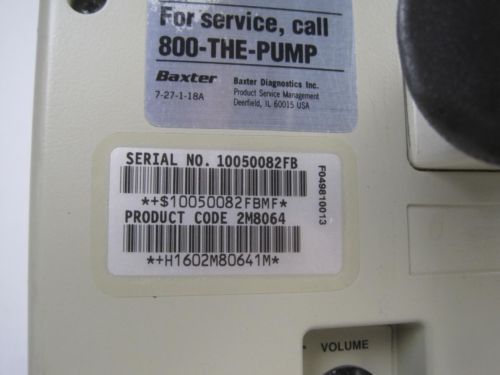 For service, call
800-THE-PUMP
Baxter
Baxter Diagnostics Inc.
7-27-1-18A
Product Service Management
Deerfield, IL 60015 USA
SERIAL NO. 10050082FB
*+$10050082FBMF*
PRODUCT CODE 2M8064
*+H1602M80641M*
F049810013
VOLUME